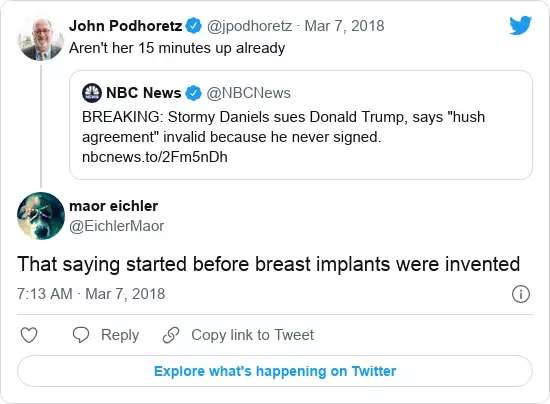 John Podhoretz @jpodhoretz · Mar 7, 2018
Aren't her 15 minutes up already
NBC News @NBCNews
BREAKING: Stormy Daniels sues Donald Trump, says "hush
agreement" invalid because he never signed.
nbcnews.to/2Fm5nDh
maor eichler
@EichlerMaor
That saying started before breast implants were invented
7:13 AM · Mar 7, 2018
Reply Copy link to Tweet
Explore what's happening on Twitter